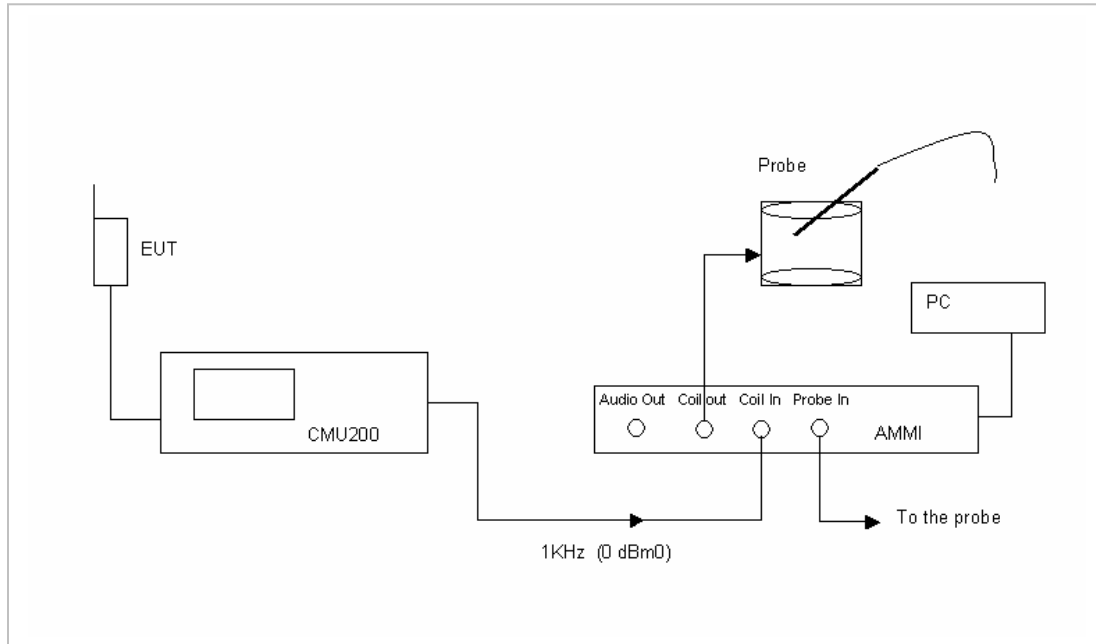 Probe
EUT
PC
Audio Out Coil out Coil In Probe In
CMU200
AMMI
To the probe
1KHz (0 dBm0)